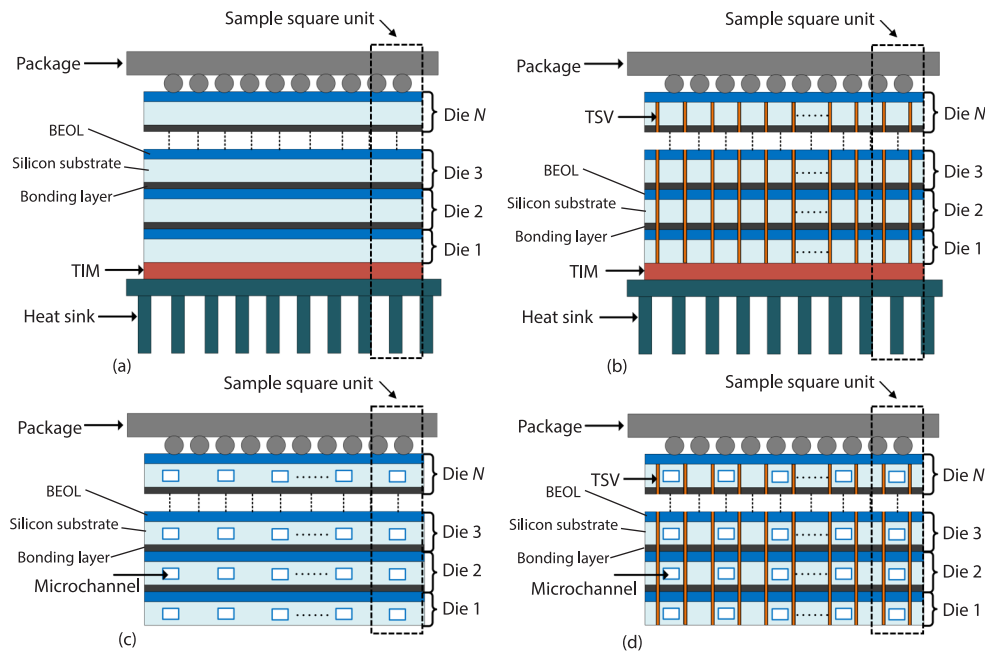 Sample square unit
Package
Die N
BEOL
Silicon substrate
Bonding layer
Die 3
Die 2
Die 1
TIM
Heat sink
(a)
Sample square unit
Package
TSV
Die N
BEOL
Silicon substrate
Bonding layer
Die 3
Die 2
Die 1
TIM
Heat sink
(b)
Sample square unit
Package
Die N
BEOL
Silicon substrate
Bonding layer
Microchannel
Die 3
Die 2
Die 1
(c)
Sample square unit
Package
TSV
Die N
BEOL
Silicon substrate
Bonding layer
Microchannel
Die 3
Die 2
Die 1
(d)